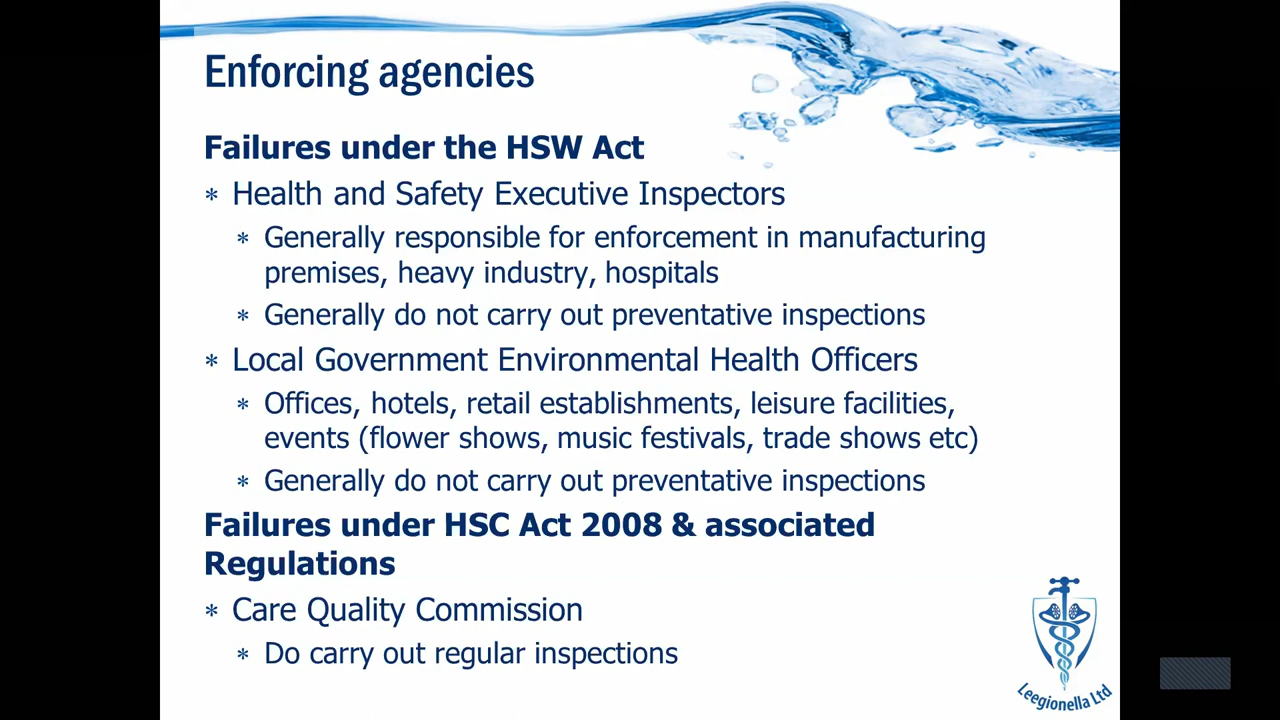 Enforcing agencies
Failures under the HSW Act
* Health and Safety Executive Inspectors
* Generally responsible for enforcement in manufacturing
premises, heavy industry, hospitals
* Generally do not carry out preventative inspections
* Local Government Environmental Health Officers
* Offices, hotels, retail establishments, leisure facilities,
events (flower shows, music festivals, trade shows etc)
* Generally do not carry out preventative inspections
Failures under HSC Act 2008 & associated
Regulations
* Care Quality Commission
* Do carry out regular inspections
Leegionella Ltd